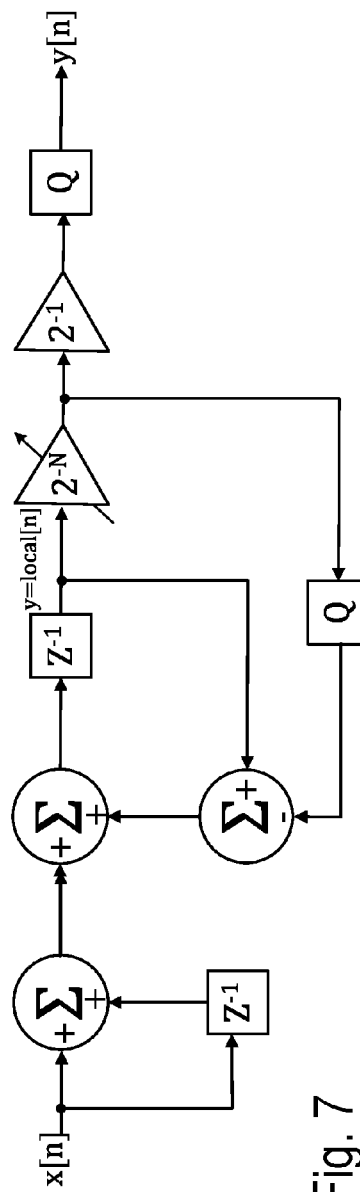 x[n]
+
Σ
+
Z⁻¹
+
Σ
+
Z⁻¹
y=local[n]
2⁻ᴺ
2⁻¹
Q
y[n]
Σ
+
-
Q
Fig. 7